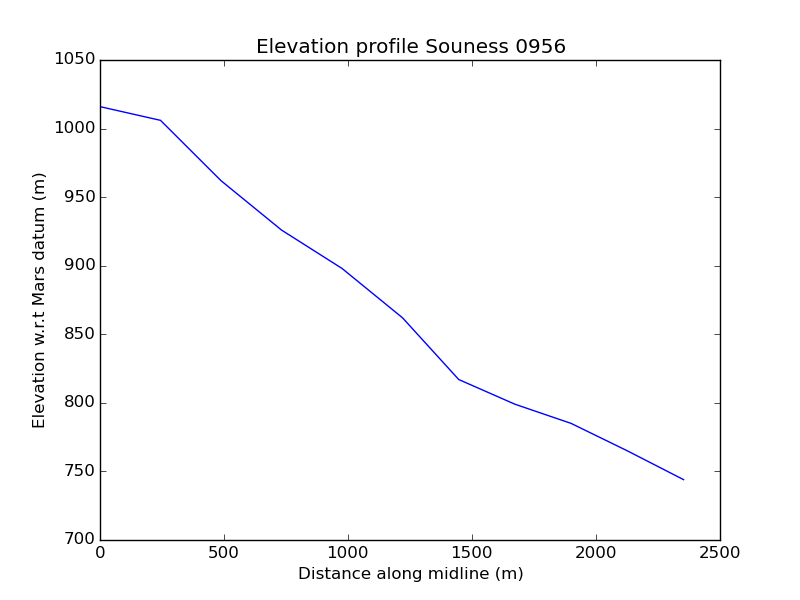 Elevation profile Souness 0956
1050
1000
950
900
850
800
750
700
Elevation w.r.t Mars datum (m)
0 500 1000 1500 2000 2500
Distance along midline (m)